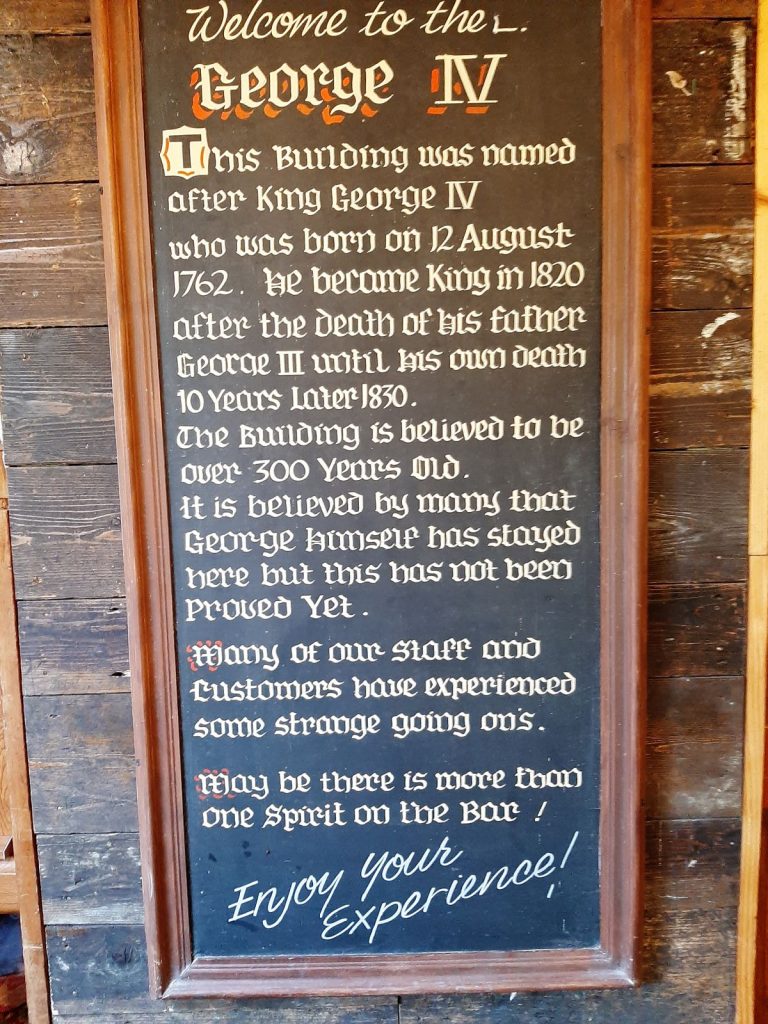 Welcome to the...
George IV
This Building was named
after King George IV
who was born on 12 August
1762. He became King in 1820
after the death of his father
George III until his own death
10 Years Later 1830.
The Building is believed to be
over 300 Years Old.
It is believed by many that
George Himself has stayed
here but this has not been
Proved Yet.
Many of our staff and
Customers have experienced
some strange going on's.
May be there is more than
one Spirit on the Bar!
Enjoy your
Experience!